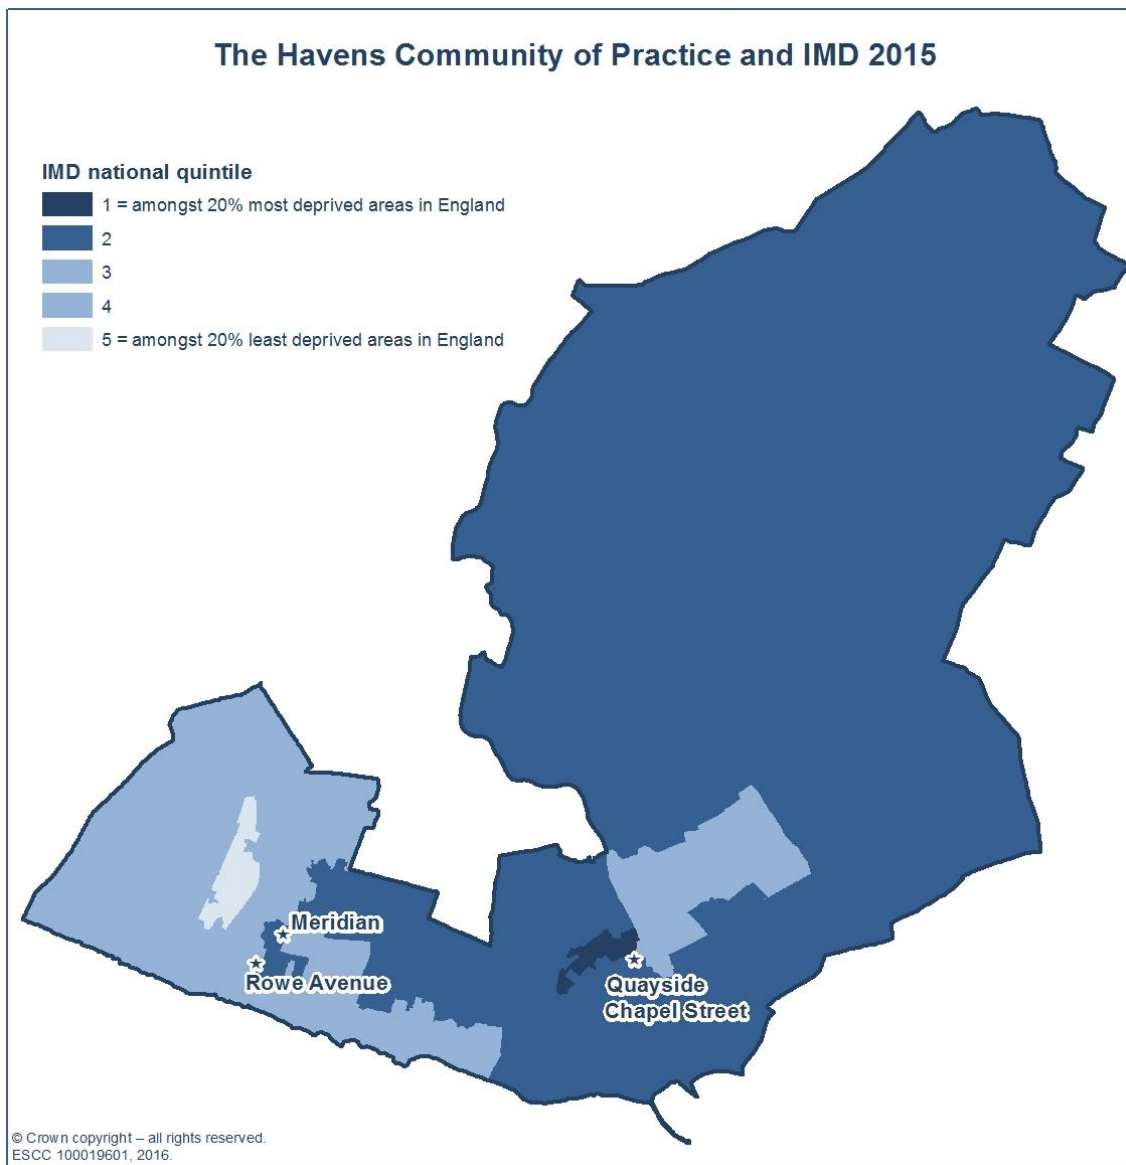 The Havens Community of Practice and IMD 2015
IMD national quintile
1 = amongst 20% most deprived areas in England
2
3
4
5 = amongst 20% least deprived areas in England
Meridian
Rowe Avenue
Quayside
Chapel Street
© Crown copyright – all rights reserved.
ESCC 100019601, 2016.